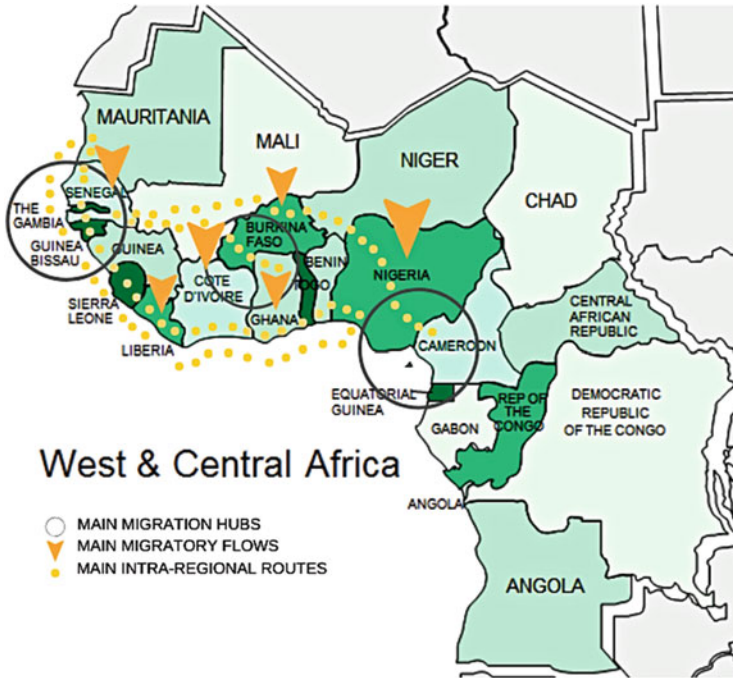 MAURITANIA
MALI
NIGER
CHAD
SENEGAL
THE
GAMBIA
GUINEA
BISSAU
GUINEA
BURKINA
FASO
BENIN
NIGERIA
SIERRA
LEONE
COTE
D'IVOIRE
TOGO
GHANA
LIBERIA
CAMEROON
CENTRAL
AFRICAN
REPUBLIC
EQUATORIAL
GUINEA
GABON
REP OF
THE
CONGO
DEMOCRATIC
REPUBLIC
OF THE CONGO
ANGOLA
ANGOLA
West & Central Africa
MAIN MIGRATION HUBS
MAIN MIGRATORY FLOWS
MAIN INTRA-REGIONAL ROUTES